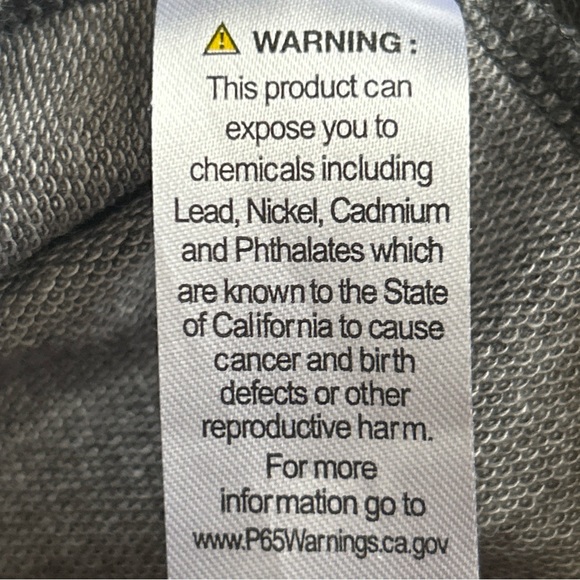 ⚠ WARNING:
This product can
expose you to
chemicals including
Lead, Nickel, Cadmium
and Phthalates which
are known to the State
of California to cause
cancer and birth
defects or other
reproductive harm.
For more
information go to
www.P65Warnings.ca.gov